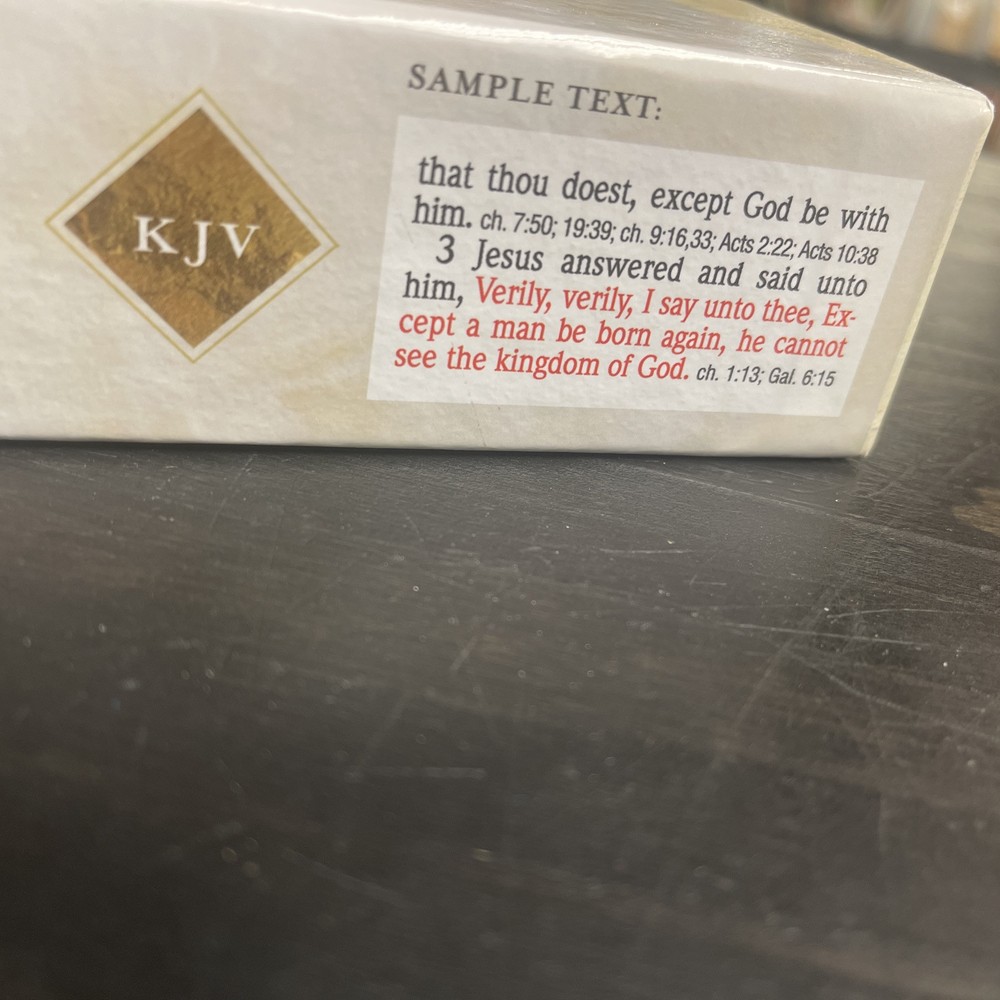 KJV
SAMPLE TEXT:
that thou doest, except God be with
him. ch. 7:50; 19:39; ch. 9:16,33; Acts 2:22; Acts 10:38
3 Jesus answered and said unto
him, Verily, verily, I say unto thee, Ex-
cept a man be born again, he cannot
see the kingdom of God. ch. 1:13; Gal. 6:15